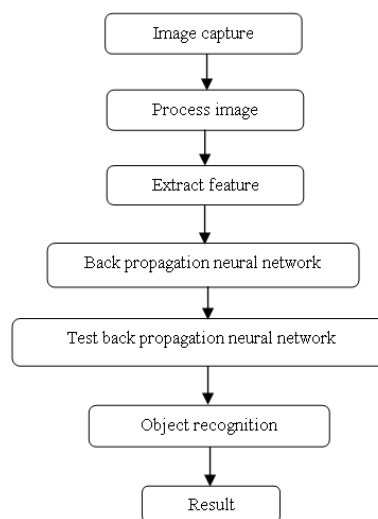 Image capture
Process image
Extract feature
Back propagation neural network
Test back propagation neural network
Object recognition
Result